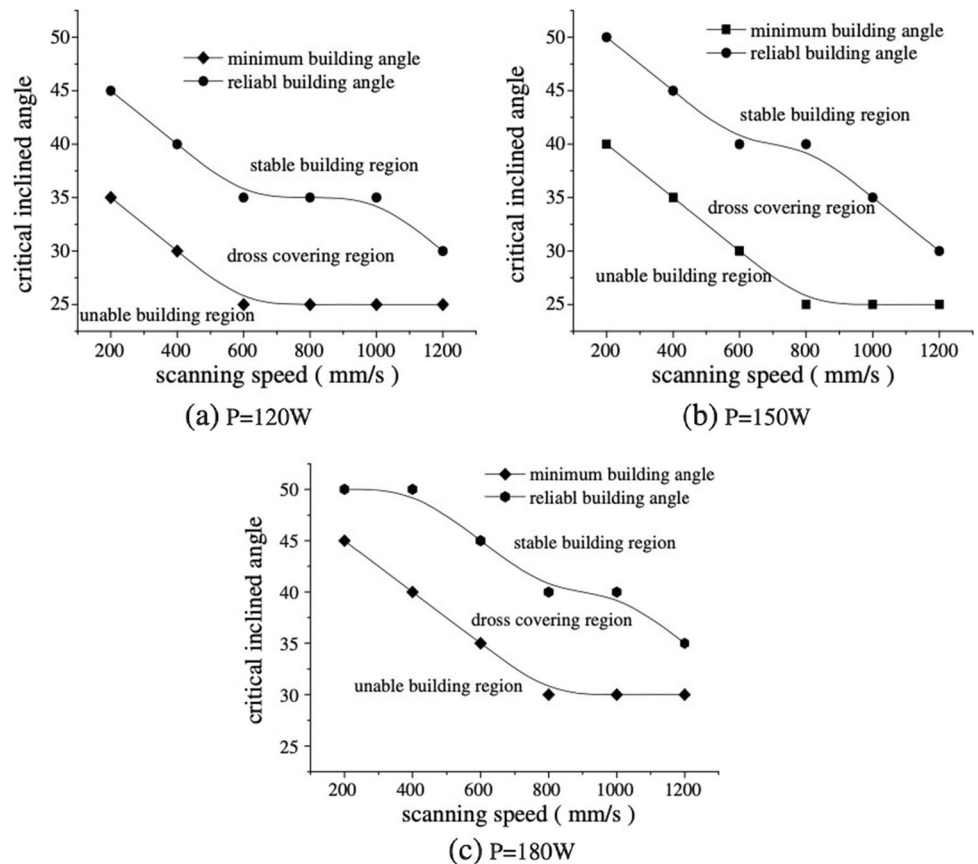 minimum building angle
reliabl building angle
critical inclined angle
50
45
40
35
30
25
stable building region
dross covering region
unable building region
200 400 600 800 1000 1200
scanning speed ( mm/s )
(a) P=120W
minimum building angle
reliabl building angle
critical inclined angle
50
45
40
35
30
25
stable building region
dross covering region
unable building region
200 400 600 800 1000 1200
scanning speed ( mm/s )
(b) P=150W
minimum building angle
reliabl building angle
critical inclined angle
50
45
40
35
30
25
stable building region
dross covering region
unable building region
200 400 600 800 1000 1200
scanning speed ( mm/s )
(c) P=180W